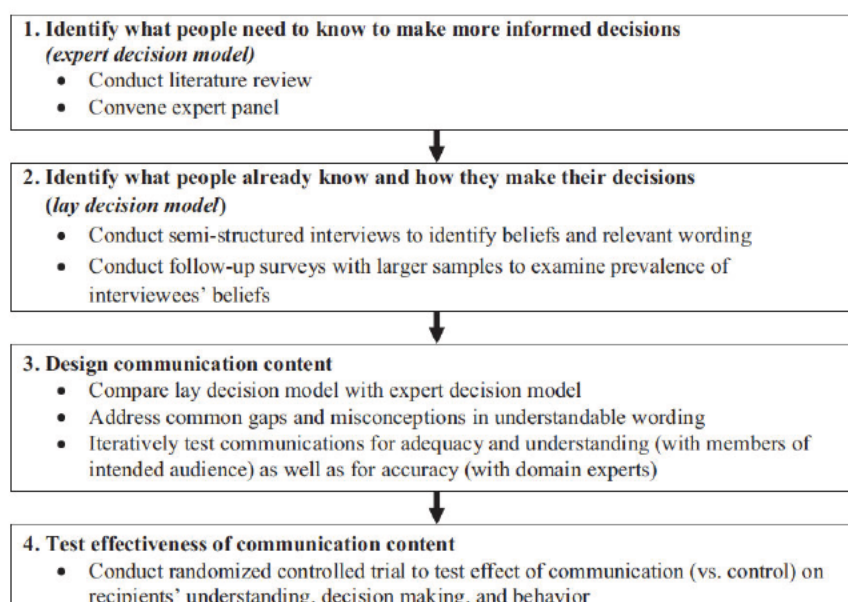 1. Identify what people need to know to make more informed decisions
(expert decision model)
• Conduct literature review
• Convene expert panel
2. Identify what people already know and how they make their decisions
(lay decision model)
• Conduct semi-structured interviews to identify beliefs and relevant wording
• Conduct follow-up surveys with larger samples to examine prevalence of
interviewees’ beliefs
3. Design communication content
• Compare lay decision model with expert decision model
• Address common gaps and misconceptions in understandable wording
• Iteratively test communications for adequacy and understanding (with members of
intended audience) as well as for accuracy (with domain experts)
4. Test effectiveness of communication content
• Conduct randomized controlled trial to test effect of communication (vs. control) on
recipients’ understanding, decision making, and behavior